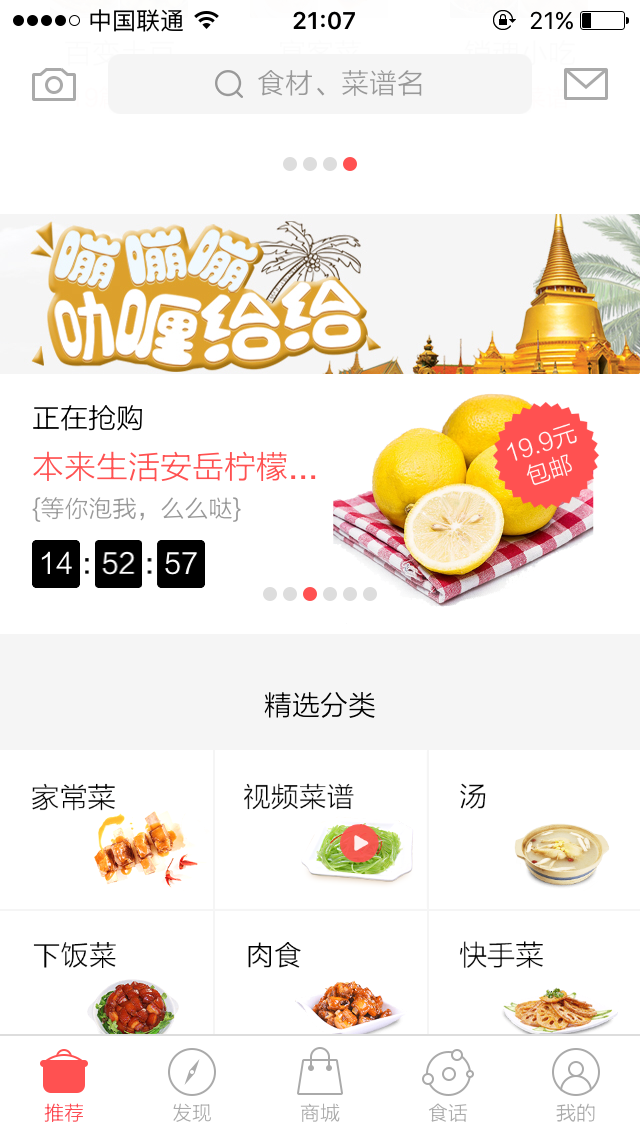 中国联通
21:07
21%
食材、菜谱名
嘣嘣嘣
咖喱给给
正在抢购
本来生活安岳柠檬...
{等你泡我，么么哒}
14:52:57
19.9元
包邮
精选分类
家常菜
视频菜谱
汤
下饭菜
肉食
快手菜
推荐
发现
商城
食话
我的